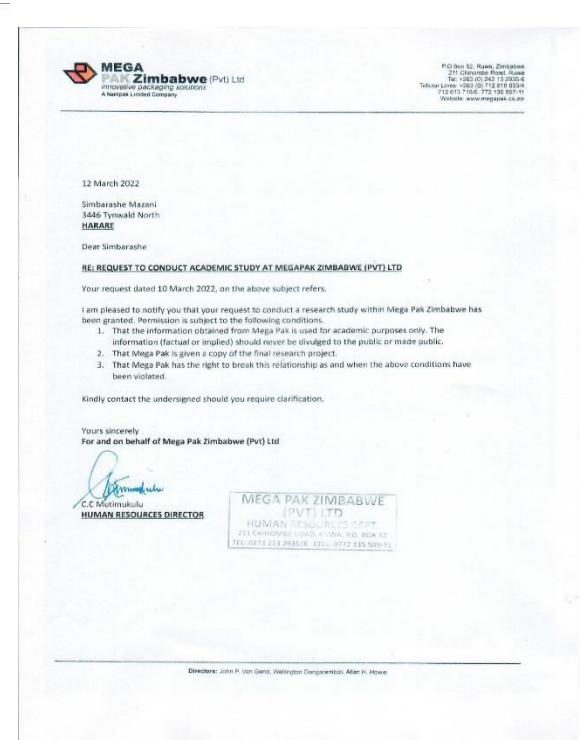 MEGA
PAK Zimbabwe (Pvt) Ltd
innovative packaging solutions
A Nampak Limited Company
P.O Box 52, Ruwa, Zimbabwe
Website: www.megapak.co.zw
12 March 2022
Simbarashe Mazani
3446 Tynwald North
HARARE
Dear Simbarashe
RE: REQUEST TO CONDUCT ACADEMIC STUDY AT MEGAPAK ZIMBABWE (PVT) LTD
Your request dated 10 March 2022, on the above subject refers.
I am pleased to notify you that your request to conduct a research study within Mega Pak Zimbabwe has
been granted. Permission is subject to the following conditions.
1. That the information obtained from Mega Pak is used for academic purposes only. The
information (factual or implied) should never be divulged to the public or made public.
2. That Mega Pak is given a copy of the final research project.
3. That Mega Pak has the right to break this relationship as and when the above conditions have
been violated.
Kindly contact the undersigned should you require clarification.
Yours sincerely
For and on behalf of Mega Pak Zimbabwe (Pvt) Ltd
C.C Mutimukulu
HUMAN RESOURCES DIRECTOR
MEGA PAK ZIMBABWE
(PVT) LTD
HUMAN RESOURCES DEPT.
Directors: John P. Van Gend, Wellington Dangarembizi, Allan H. Howie